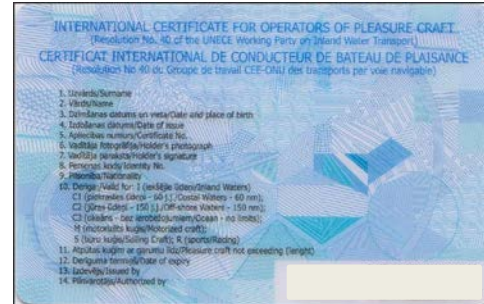 INTERNATIONAL CERTIFICATE FOR OPERATORS OF PLEASURE CRAFT
(Resolution No. 40 of the UNECE Working Party on Inland Water Transport)
CERTIFICAT INTERNATIONAL DE CONDUCTEUR DE BATEAU DE PLAISANCE
(Resolution No 40 du Groupe de travail CEE-ONU des transports par voie navigable)
1. Uzvārds/Surname
2. Vārds/Name
3. Dzimšanas datums un vieta/Date and place of birth
4. Izdošanas datums/Date of issue
5. Apliecības numurs/Certificate No.
6. Vadītāja fotogrāfija/Holder's photograph
7. Vadītāja paraksts/Holder's signature
8. Personas kods/Identity No.
9. Pilsonība/Nationality
10. Derīga /Valid for: I (iekšējie ūdeņi/Inland Waters)
C1 (piekrastes ūdeņi - 60 j.j./Costal Waters - 60 nm);
C2 (jūras ūdeņi - 150 j.j./Off-shore Waters - 150 nm);
C3 (okeāns - bez ierobežojumiem/Ocean - no limits);
M (motorizēts kuģis/Motorized craft);
S (buru kuģis/Sailing Craft); R (sports/Racing)
11. Atpūtas kuģim ar garumu līdz/Pleasure craft not exceeding (lenght)
12. Derīguma termiņš/Date of expiry
13. Izdevējs/Issued by
14. Pilnvarotājs/Authorized by